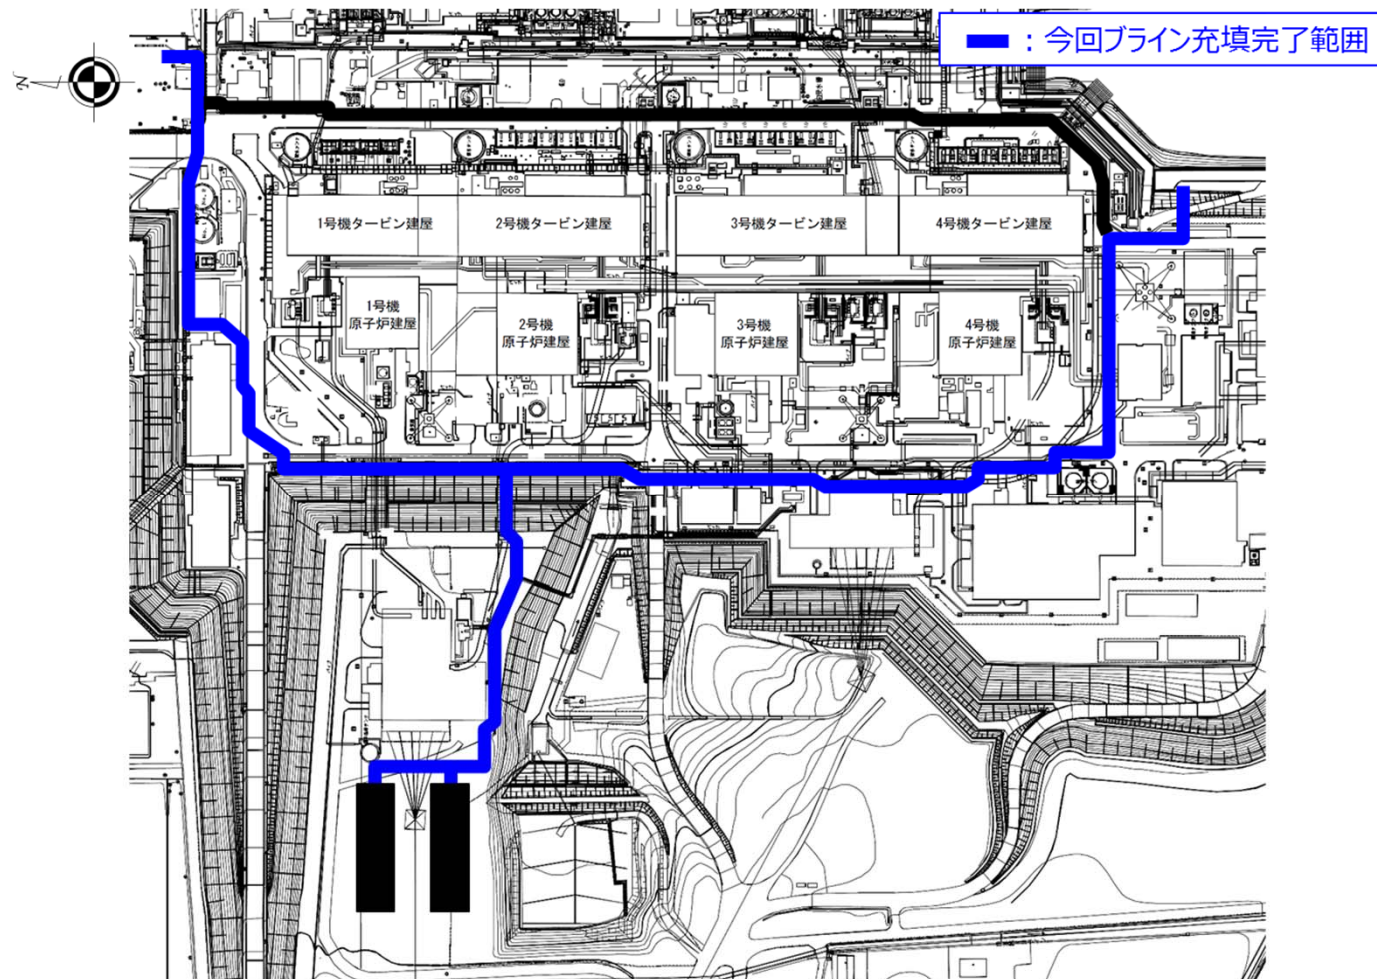 ：今回ブライン充填完了範囲
N
1号機タービン建屋
2号機タービン建屋
3号機タービン建屋
4号機タービン建屋
1号機
原子炉建屋
2号機
原子炉建屋
3号機
原子炉建屋
4号機
原子炉建屋